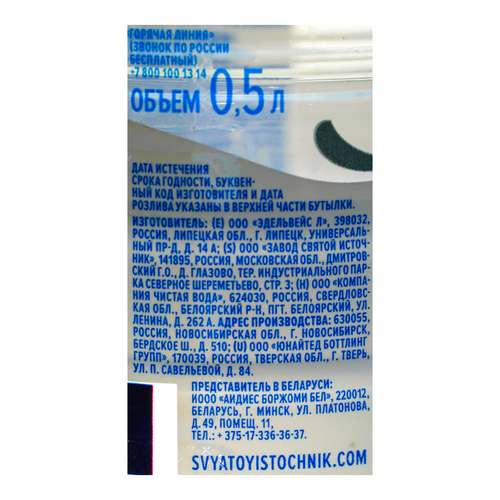 ГОРЯЧАЯ ЛИНИЯ»
(ЗВОНОК ПО РОССИИ
БЕСПЛАТНЫЙ)
+7 800 100 13 14
ОБЪЕМ 0,5 Л
ДАТА ИСТЕЧЕНИЯ
СРОКА ГОДНОСТИ, БУКВЕН-
НЫЙ КОД ИЗГОТОВИТЕЛЯ И ДАТА
РОЗЛИВА УКАЗАНЫ В ВЕРХНЕЙ ЧАСТИ БУТЫЛКИ.
ИЗГОТОВИТЕЛЬ: (E) ООО «ЭДЕЛЬВЕЙС Л», 398032,
РОССИЯ, ЛИПЕЦКАЯ ОБЛ., Г. ЛИПЕЦК, УНИВЕРСАЛЬ-
НЫЙ ПР-Д, Д. 14 А; (S) ООО «ЗАВОД СВЯТОЙ ИСТОЧ-
НИК», 141895, РОССИЯ, МОСКОВСКАЯ ОБЛ., ДМИТРОВ-
СКИЙ Г.О., Д. ГЛАЗОВО, ТЕР. ИНДУСТРИАЛЬНОГО ПАР-
КА СЕВЕРНОЕ ШЕРЕМЕТЬЕВО, СТР. 3; (H) ООО «КОМПА-
НИЯ ЧИСТАЯ ВОДА», 624030, РОССИЯ, СВЕРДЛОВС-
КАЯ ОБЛ., БЕЛОЯРСКИЙ Р-Н, ПГТ. БЕЛОЯРСКИЙ, УЛ.
ЛЕНИНА, Д. 262 А. АДРЕС ПРОИЗВОДСТВА: 630055,
РОССИЯ, НОВОСИБИРСКАЯ ОБЛ., Г. НОВОСИБИРСК,
БЕРДСКОЕ Ш., Д. 510; (U) ООО «ЮНАЙТЕД БОТТЛИНГ
ГРУПП», 170039, РОССИЯ, ТВЕРСКАЯ ОБЛ., Г. ТВЕРЬ,
УЛ. П. САВЕЛЬЕВОЙ, Д. 84.
ПРЕДСТАВИТЕЛЬ В БЕЛАРУСИ:
ИООО «АИДИЕС БОРЖОМИ БЕЛ», 220012,
БЕЛАРУСЬ, Г. МИНСК, УЛ. ПЛАТОНОВА,
Д. 49, ПОМЕЩ. 11,
ТЕЛ.: + 375-17-336-36-37.
SVYATOYISTOCHNIK.COM